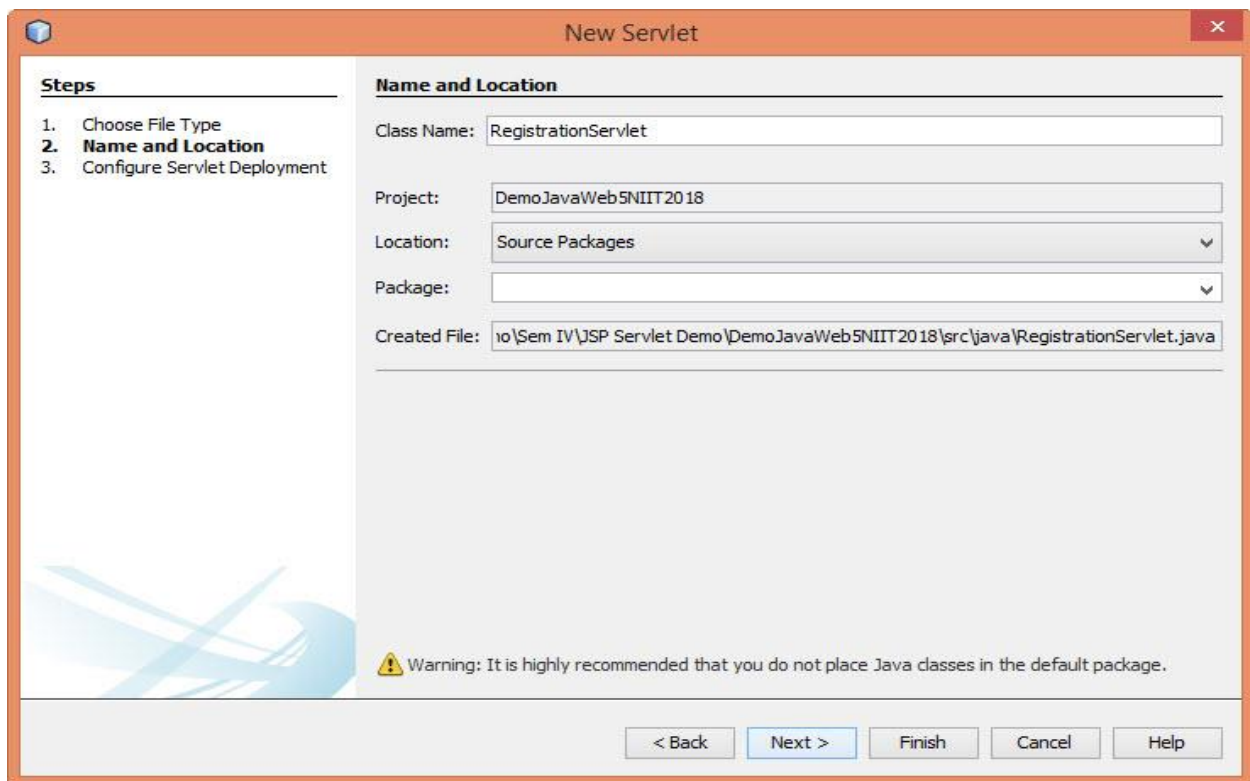 New Servlet
Steps
1. Choose File Type
2. Name and Location
3. Configure Servlet Deployment
Name and Location
Class Name: RegistrationServlet
Project: DemoJavaWeb5NIIT2018
Location: Source Packages
Package:
Created File: \Sem IV\JSP Servlet Demo\DemoJavaWeb5NIIT2018\src\java\RegistrationServlet.java
Warning: It is highly recommended that you do not place Java classes in the default package.
< Back Next > Finish Cancel Help